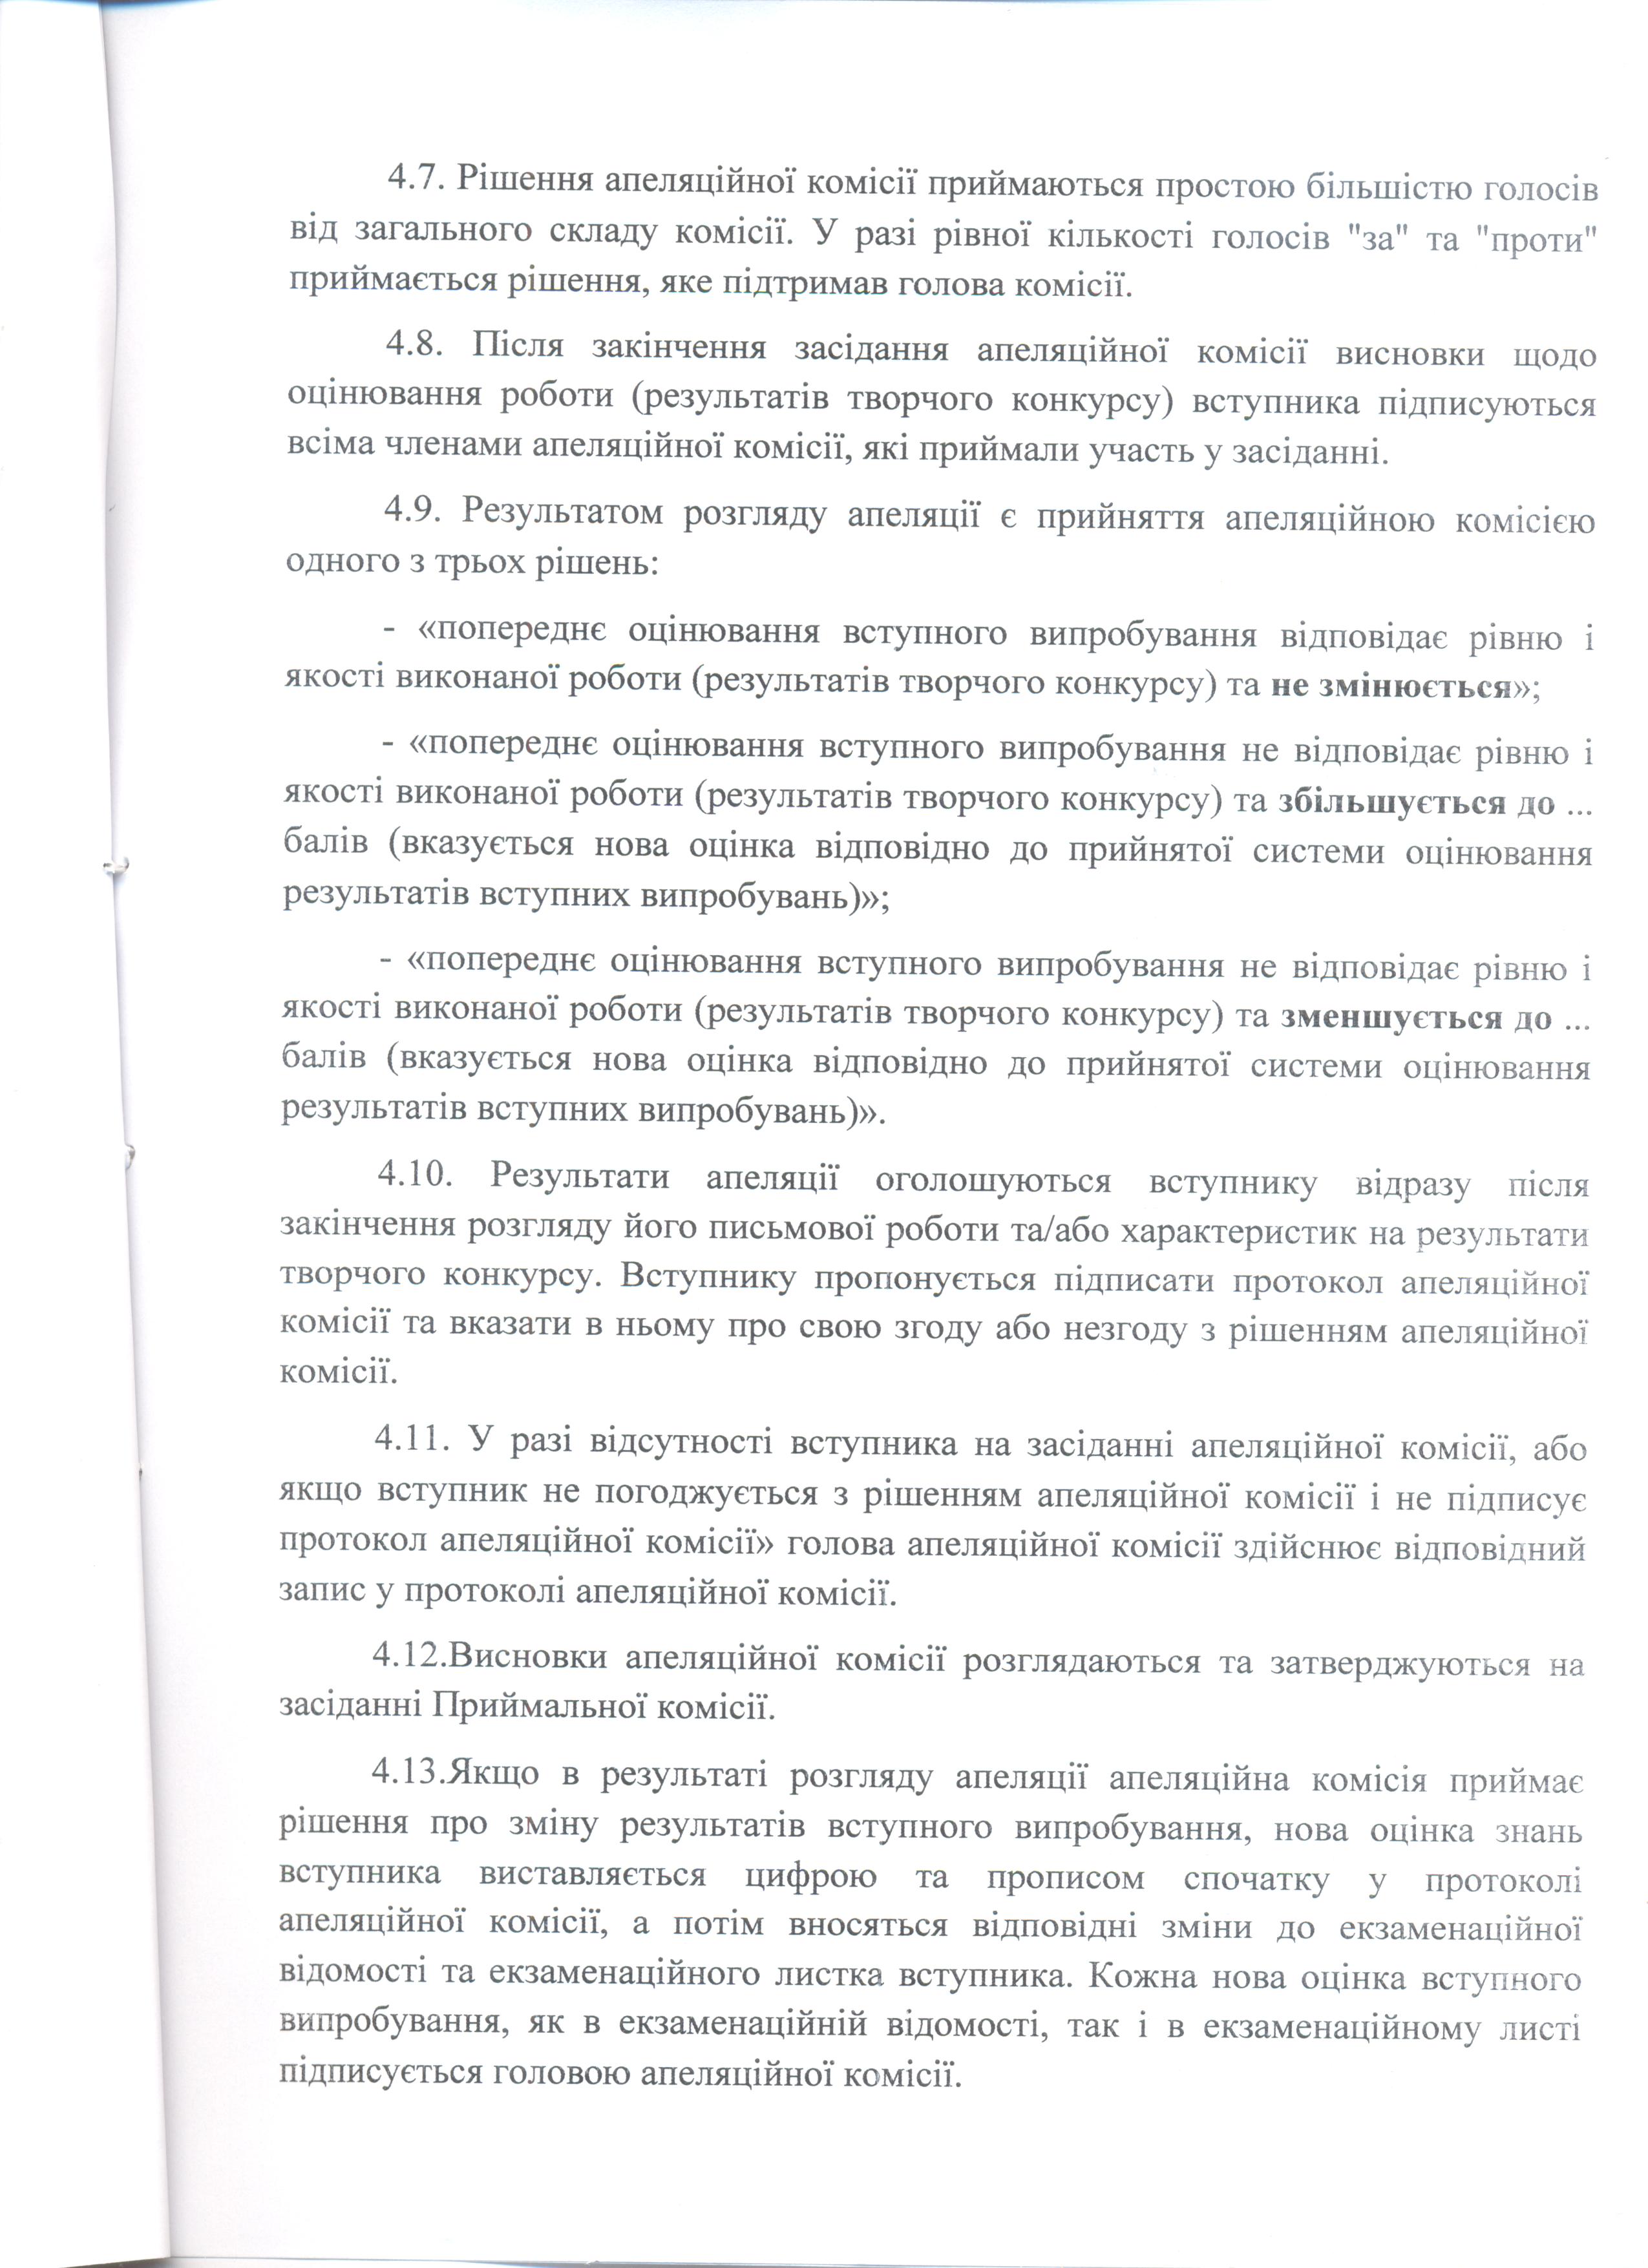 4.7. Рішення апеляційної комісії приймаються простою більшістю голосів
від загального складу комісії. У разі рівної кількості голосів "за" та "проти"
приймається рішення, яке підтримав голова комісії.
4.8. Після закінчення засідання апеляційної комісії висновки щодо
оцінювання роботи (результатів творчого конкурсу) вступника підписуються
всіма членами апеляційної комісії, які приймали участь у засіданні.
4.9. Результатом розгляду апеляції є прийняття апеляційною комісією
одного з трьох рішень:
- «попереднє оцінювання вступного випробування відповідає рівню і
якості виконаної роботи (результатів творчого конкурсу) та не змінюється»;
- «попереднє оцінювання вступного випробування не відповідає рівню і
якості виконаної роботи (результатів творчого конкурсу) та збільшується до ...
балів (вказується нова оцінка відповідно до прийнятої системи оцінювання
результатів вступних випробувань)»;
- «попереднє оцінювання вступного випробування не відповідає рівню і
якості виконаної роботи (результатів творчого конкурсу) та зменшується до ...
балів (вказується нова оцінка відповідно до прийнятої системи оцінювання
результатів вступних випробувань)».
4.10. Результати апеляції оголошуються вступнику відразу після
закінчення розгляду його письмової роботи та/або характеристик на результати
творчого конкурсу. Вступнику пропонується підписати протокол апеляційної
комісії та вказати в ньому про свою згоду або незгоду з рішенням апеляційної
комісії.
4.11. У разі відсутності вступника на засіданні апеляційної комісії, або
якщо вступник не погоджується з рішенням апеляційної комісії і не підписує
протокол апеляційної комісії» голова апеляційної комісії здійснює відповідний
запис у протоколі апеляційної комісії.
4.12.Висновки апеляційної комісії розглядаються та затверджуються на
засіданні Приймальної комісії.
4.13.Якщо в результаті розгляду апеляції апеляційна комісія приймає
рішення про зміну результатів вступного випробування, нова оцінка знань
вступника виставляється цифрою та прописом спочатку у протоколі
апеляційної комісії, а потім вносяться відповідні зміни до екзаменаційної
відомості та екзаменаційного листка вступника. Кожна нова оцінка вступного
випробування, як в екзаменаційній відомості, так і в екзаменаційному листі
підписується головою апеляційної комісії.